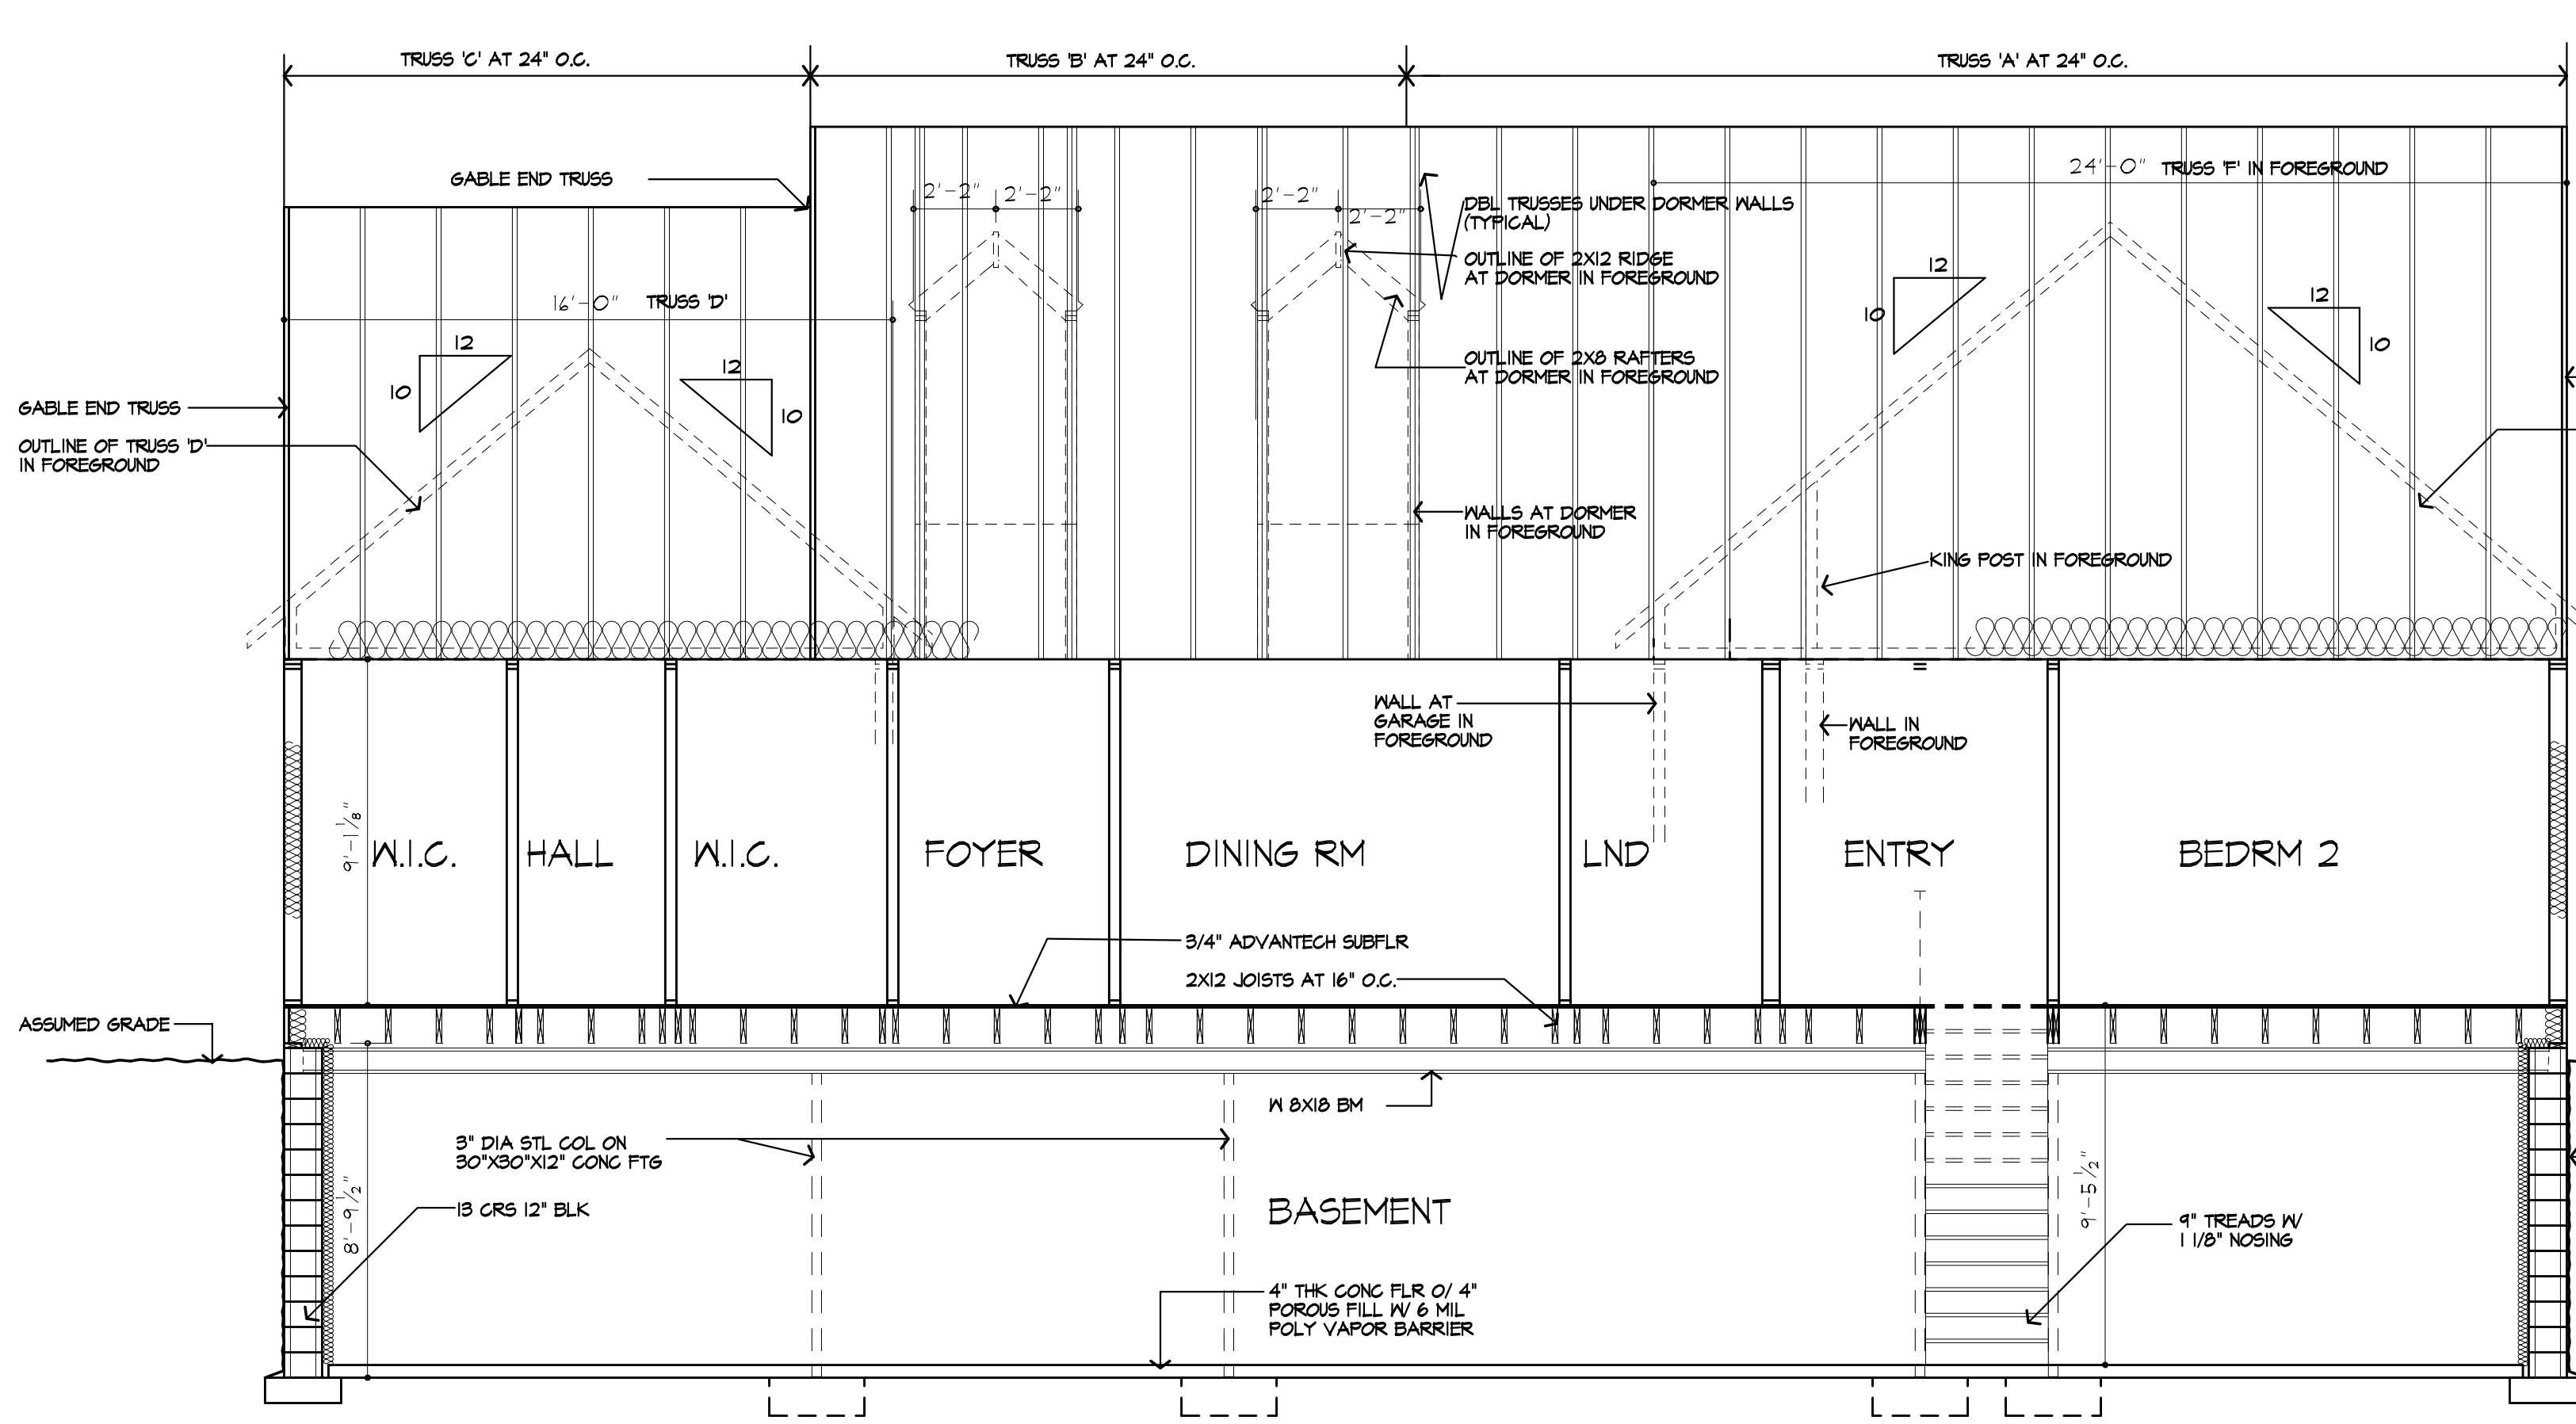 TRUSS 'C' AT 24" O.C.
TRUSS 'B' AT 24" O.C.
TRUSS 'A' AT 24" O.C.
GABLE END TRUSS
2'-2"
2'-2"
2'-2"
2'-2"
24'-0"
TRUSS 'F' IN FOREGROUND
DBL TRUSSES UNDER DORMER WALLS
(TYPICAL)
OUTLINE OF 2X12 RIDGE
AT DORMER IN FOREGROUND
12
10
12
10
16'-0"
TRUSS 'D'
12
10
12
10
OUTLINE OF 2X8 RAFTERS
AT DORMER IN FOREGROUND
GABLE END TRUSS
OUTLINE OF TRUSS 'D'
IN FOREGROUND
WALLS AT DORMER
IN FOREGROUND
KING POST IN FOREGROUND
WALL AT
GARAGE IN
FOREGROUND
WALL IN
FOREGROUND
9'-1 1/8"
W.I.C.
HALL
W.I.C.
FOYER
DINING RM
LND
ENTRY
BEDRM 2
3/4" ADVANTECH SUBFLR
2X12 JOISTS AT 16" O.C.
ASSUMED GRADE
W 8X18 BM
3" DIA STL COL ON
30"X30"X12" CONC FTG
8'-9 1/2"
13 CRS 12" BLK
BASEMENT
9'-5 1/2"
9" TREADS W/
1 1/8" NOSING
4" THK CONC FLR O/ 4"
POROUS FILL W/ 6 MIL
POLY VAPOR BARRIER